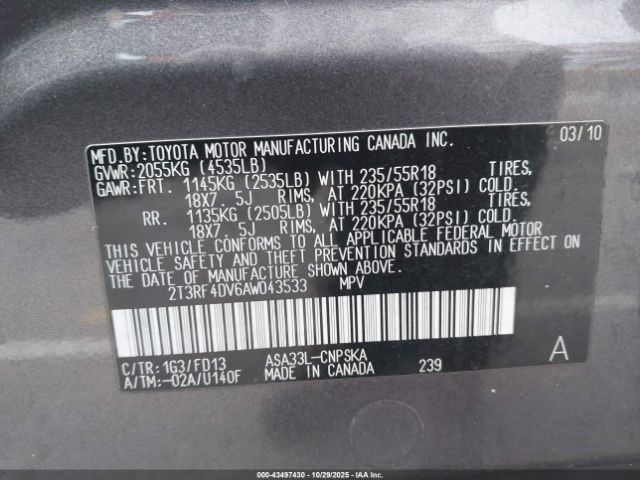 MFD.BY:TOYOTA MOTOR MANUFACTURING CANADA INC. 03/10
GVWR:2055KG (4535LB)
GAWR:FRT. 1145KG (2535LB) WITH 235/55R18 TIRES,
18X7. 5J RIMS, AT 220KPA (32PSI) COLD.
RR. 1135KG (2505LB) WITH 235/55R18 TIRES,
18X7. 5J RIMS, AT 220KPA (32PSI) COLD.
THIS VEHICLE CONFORMS TO ALL APPLICABLE FEDERAL MOTOR
VEHICLE SAFETY AND THEFT PREVENTION STANDARDS IN EFFECT ON
THE DATE OF MANUFACTURE SHOWN ABOVE.
2T3RF4DV6AW043533 MPV
C/TR:1G3/FD13 ASA33L-CNPSKA 239 A
A/TM:-02A/U140F MADE IN CANADA
000-43497430 - 10/29/2025 - IAAI.CA